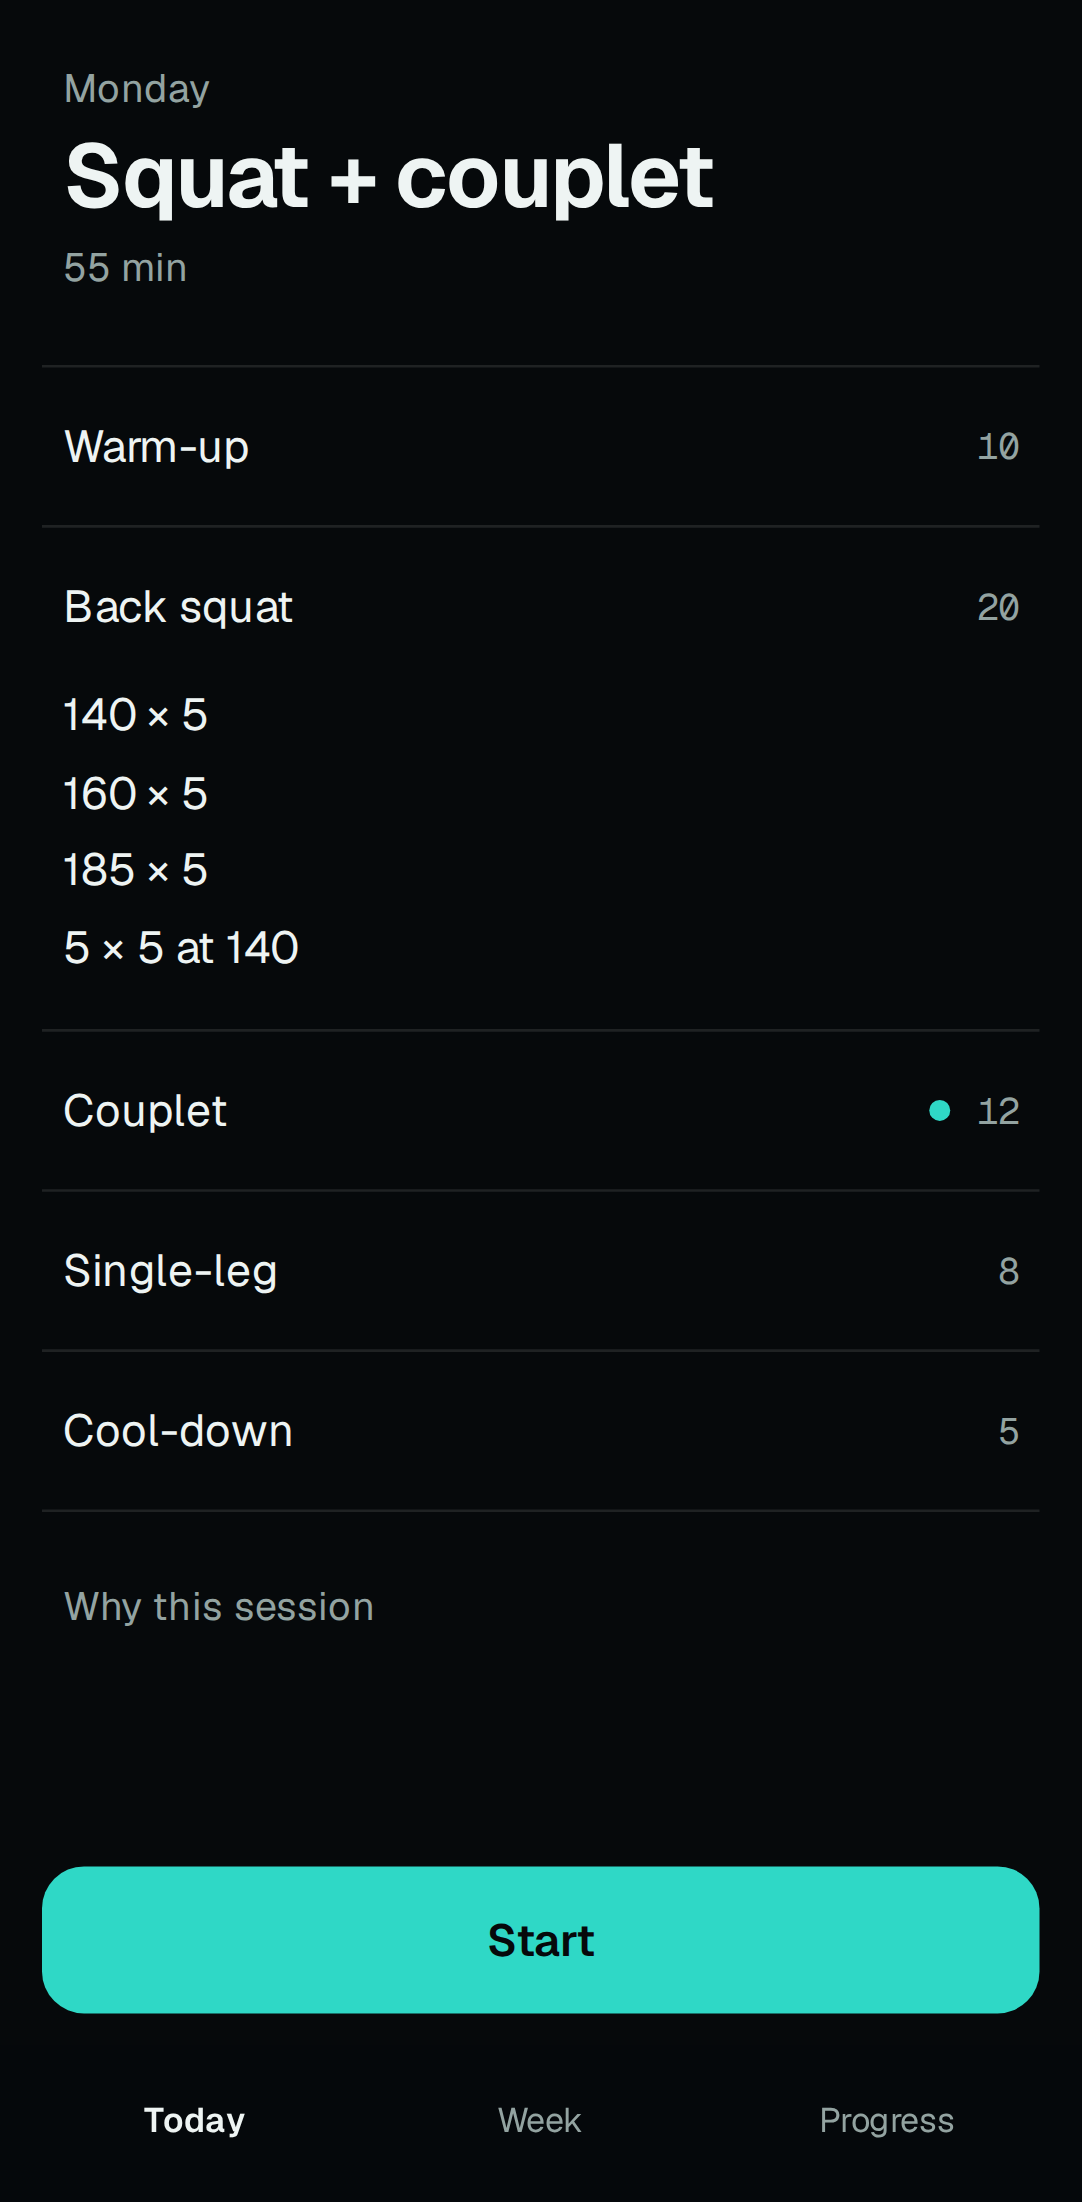 Monday
Squat + couplet
55 min
Warm-up 10
Back squat 20
140 × 5
160 × 5
185 × 5
5 × 5 at 140
Couplet 12
Single-leg 8
Cool-down 5
Why this session
Start
Today Week Progress